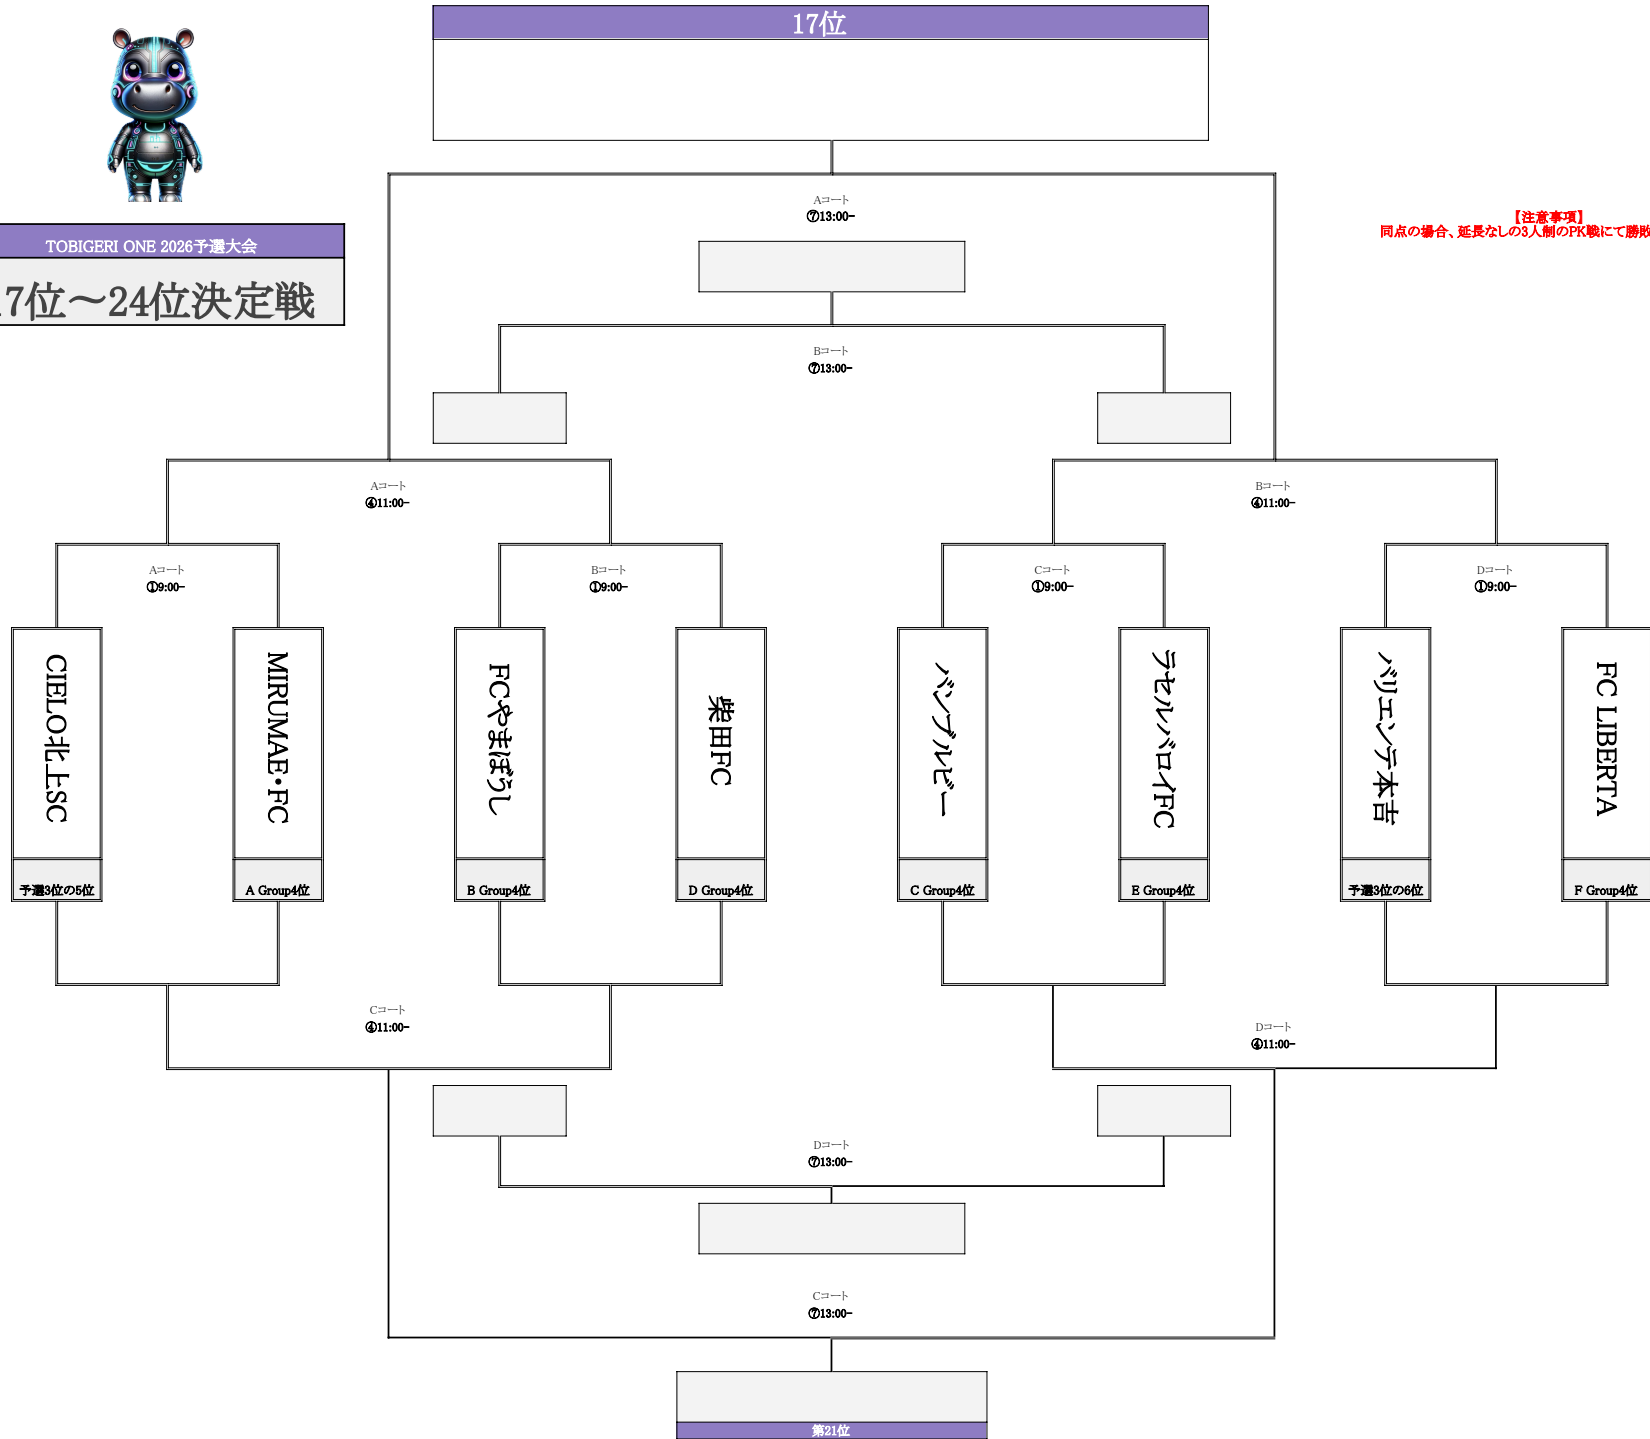 17位
TOBIGERI ONE 2026予選大会
7位～24位決定戦
【注意事項】
同点の場合、延長なしの3人制のPK戦にて勝敗
Aコート
⑦13:00-
Bコート
⑦13:00-
Aコート
④11:00-
Bコート
④11:00-
Aコート
①9:00-
Bコート
①9:00-
Cコート
①9:00-
Dコート
①9:00-
CIELO北上SC
MIRUMAE・FC
FCやまぼうし
柴田FC
バンブルビー
ラセルバロイFC
バリエンテ本吉
FC LIBERTA
予選3位の5位
A Group4位
B Group4位
D Group4位
C Group4位
E Group4位
予選3位の6位
F Group4位
Cコート
④11:00-
Dコート
④11:00-
Dコート
⑦13:00-
Cコート
⑦13:00-
第21位